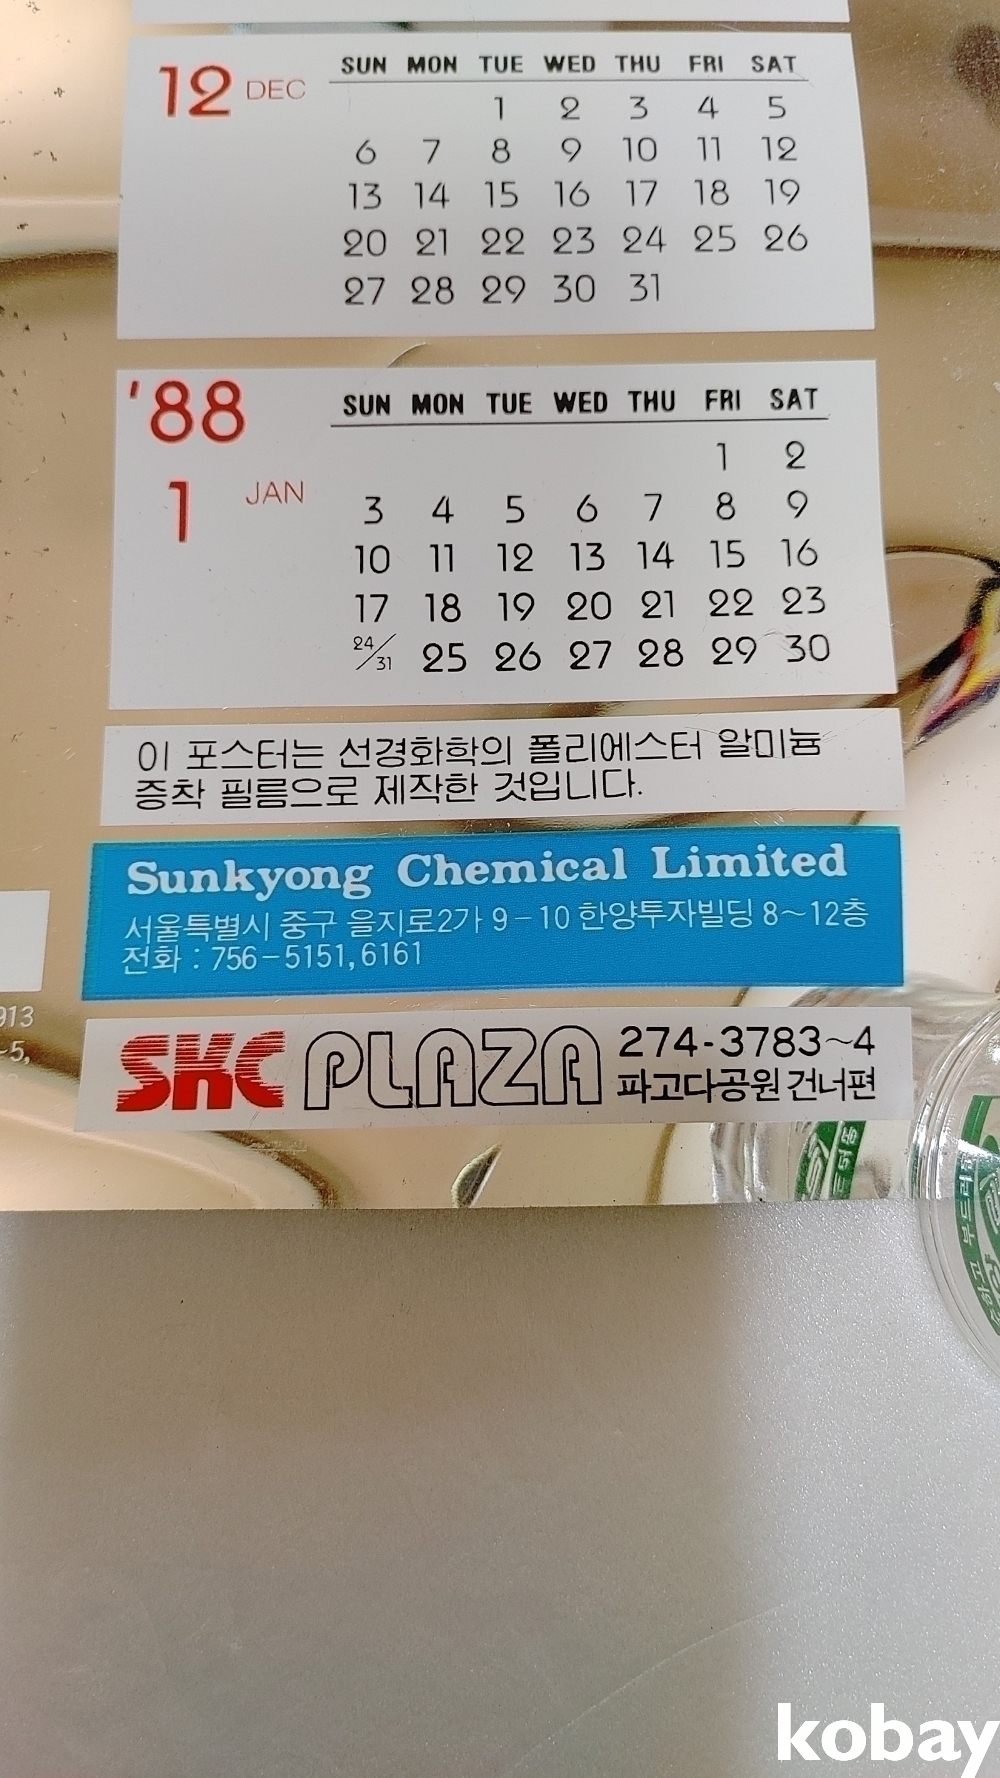 12 DEC
SUN MON TUE WED THU FRI SAT
1 2 3 4 5
6 7 8 9 10 11 12
13 14 15 16 17 18 19
20 21 22 23 24 25 26
27 28 29 30 31
'88
1 JAN
SUN MON TUE WED THU FRI SAT
1 2
3 4 5 6 7 8 9
10 11 12 13 14 15 16
17 18 19 20 21 22 23
24/31 25 26 27 28 29 30
이 포스터는 선경화학의 폴리에스터 알미늄
증착 필름으로 제작한 것입니다.
Sunkyong Chemical Limited
서울특별시 중구 을지로2가 9-10 한양투자빌딩 8~12층
전화 : 756-5151, 6161
913
-5,
SKC PLAZA 274-3783~4
파고다공원 건너편
kobay